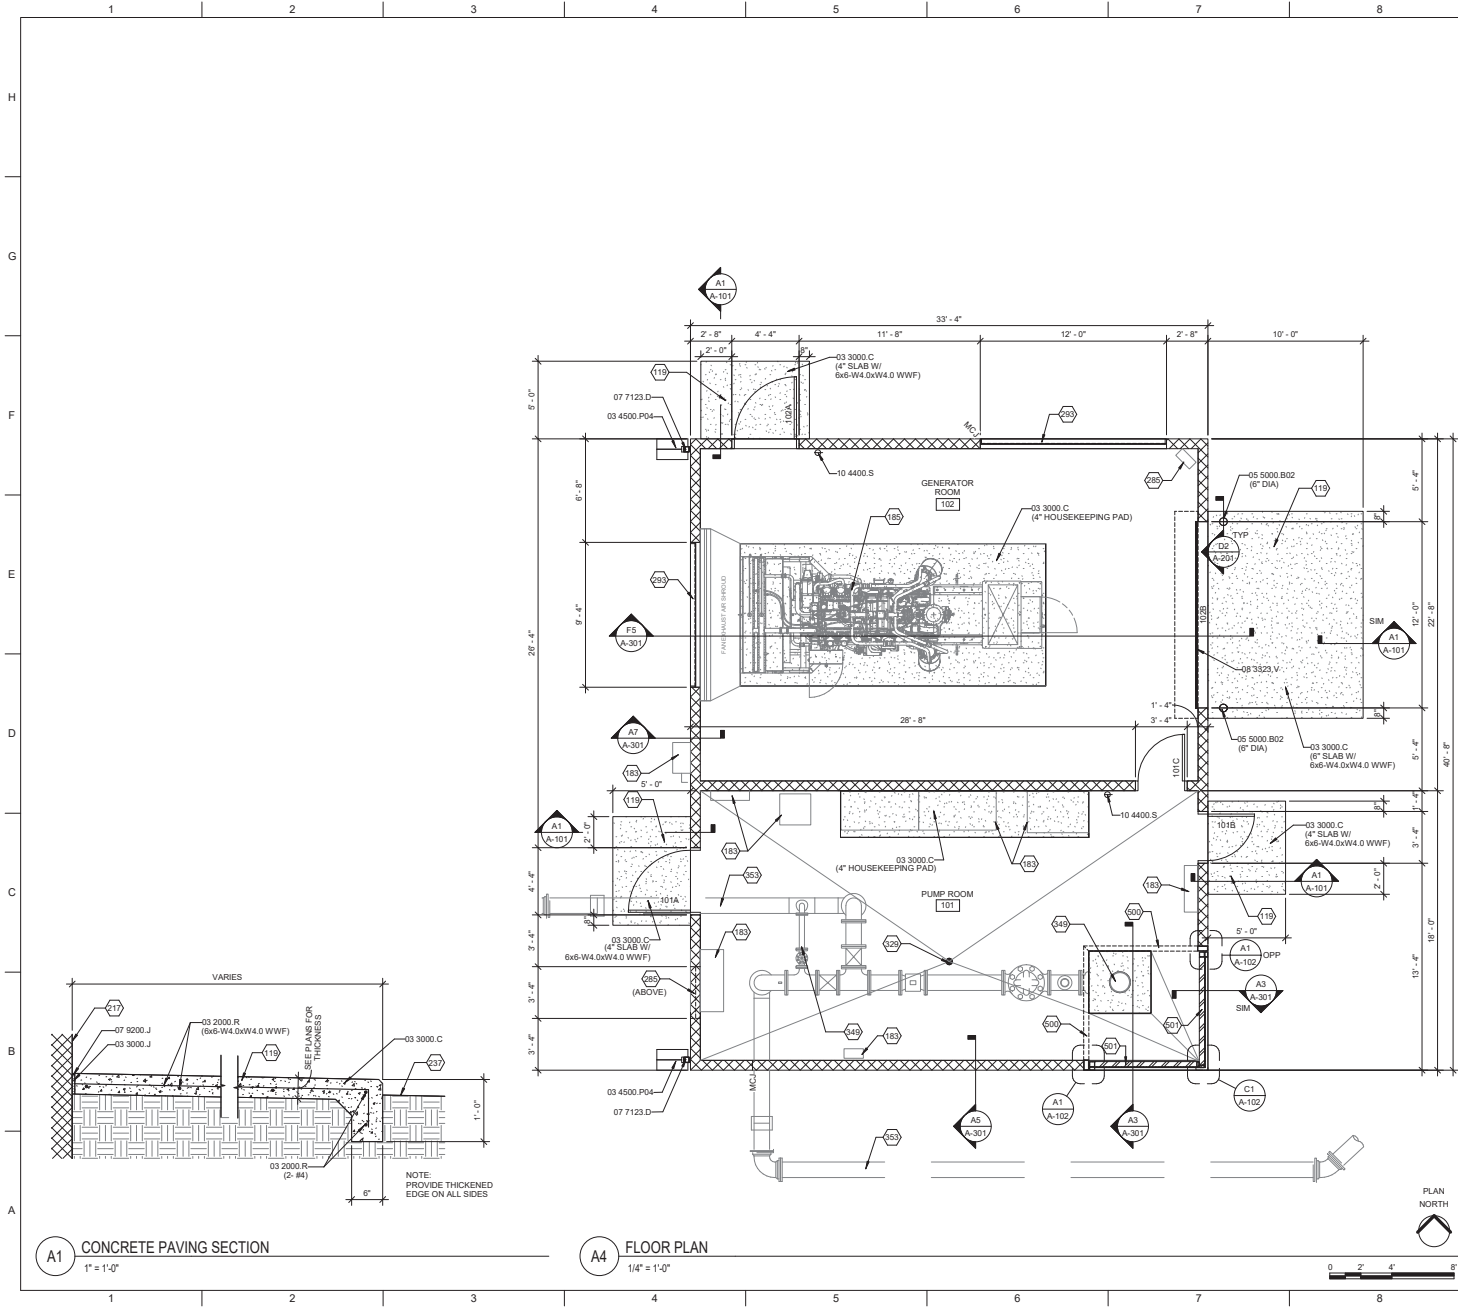 1 2 3 4 5 6 7 8
H
G
F
E
D
C
B
A
A1
A-101
33' - 4"
2' - 8"
4' - 4"
11' - 8"
12' - 0"
2' - 8"
10' - 0"
2' - 0"
8"
03 3000.C
(4" SLAB W/
6x6-W4.0xW4.0 WWF)
119
07 7123.D
03 4500.P04
102A
5' - 0"
MCJ
293
10 4400.S
285
GENERATOR
ROOM
102
05 5000.B02
(6" DIA)
119
03 3000.C
(4" HOUSEKEEPING PAD)
185
6' - 8"
5' - 4"
8"
TYP
D2
A-201
293
FAN EXHAUST AIR SHROUD
9' - 4"
26' - 4"
F5
A-301
102B
12' - 0"
22' - 8"
SIM
A1
A-101
08 3323.V
1' - 4"
28' - 8"
3' - 4"
8"
A7
A-301
05 5000.B02
(6" DIA)
03 3000.C
(6" SLAB W/
6x6-W4.0xW4.0 WWF)
5' - 4"
40' - 8"
183
101C
5' - 0"
119
A1
A-101
2' - 0"
10 4400.S
8"
1' - 4"
101B
03 3000.C
(4" SLAB W/
6x6-W4.0xW4.0 WWF)
3' - 4"
183
03 3000.C
(4" HOUSEKEEPING PAD)
183
353
4' - 4"
101A
PUMP ROOM
101
183
A1
A-101
2' - 0"
119
500
349
5' - 0"
8"
3' - 4"
03 3000.C
(4" SLAB W/
6x6-W4.0xW4.0 WWF)
183
329
A1
A-102
OPP
18' - 0"
13' - 4"
285
(ABOVE)
3' - 4"
A3
A-301
SIM
349
183
500
501
501
3' - 4"
03 4500.P04
07 7123.D
MCJ
A5
A-301
A1
A-102
A3
A-301
C1
A-102
353
VARIES
217
07 9200.J
03 3000.J
03 2000.R
(6x6-W4.0xW4.0 WWF)
119
SEE PLANS FOR
THICKNESS
03 3000.C
237
1' - 0"
03 2000.R
(2- #4)
6"
NOTE:
PROVIDE THICKENED
EDGE ON ALL SIDES
PLAN
NORTH
A1
CONCRETE PAVING SECTION
1" = 1'-0"
A4
FLOOR PLAN
1/4" = 1'-0"
0 2' 4' 8'
1 2 3 4 5 6 7 8